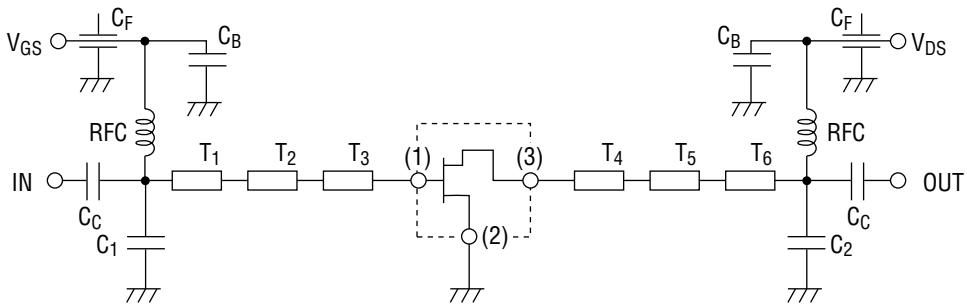 C_F
C_F
V_GS
C_B
C_B
V_DS
RFC
RFC
T_1
T_2
T_3
(1)
(3)
T_4
T_5
T_6
IN
OUT
C_C
C_C
C_1
(2)
C_2